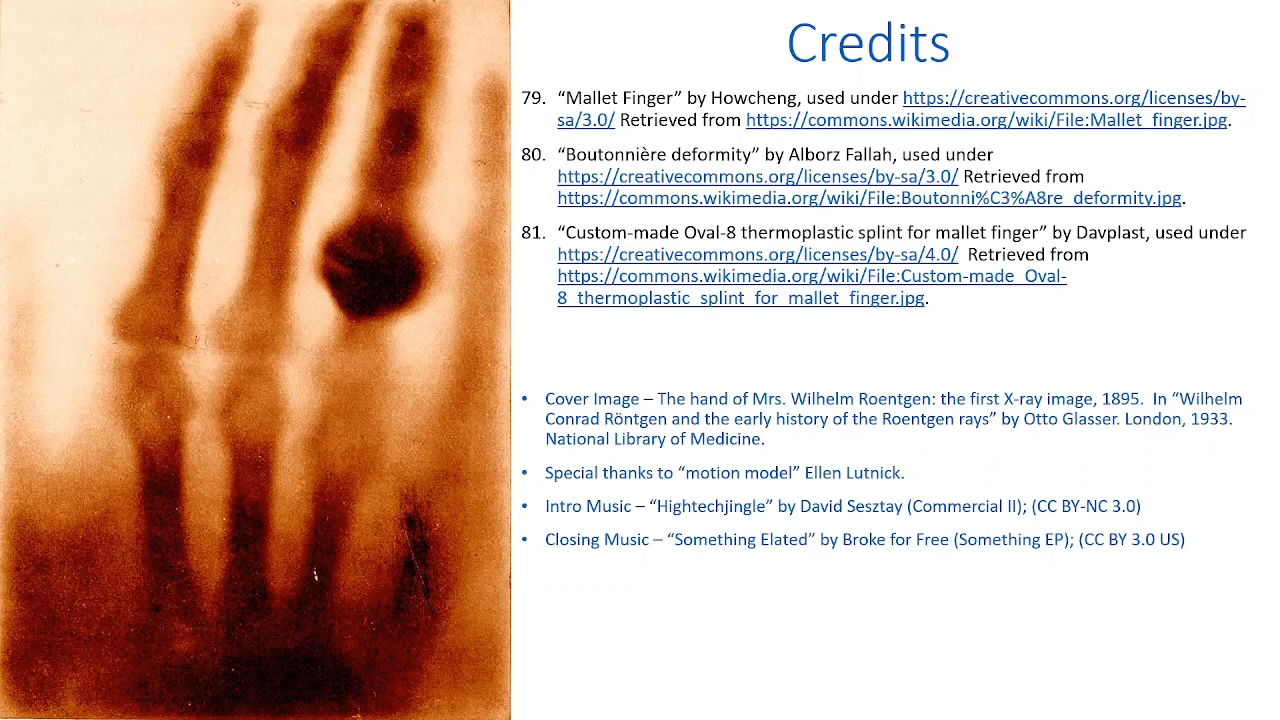 Credits
79. “Mallet Finger” by Howcheng, used under https://creativecommons.org/licenses/by-
sa/3.0/ Retrieved from https://commons.wikimedia.org/wiki/File:Mallet_finger.jpg.
80. “Boutonnière deformity” by Alborz Fallah, used under
https://creativecommons.org/licenses/by-sa/3.0/ Retrieved from
https://commons.wikimedia.org/wiki/File:Boutonni%C3%A8re_deformity.jpg.
81. “Custom-made Oval-8 thermoplastic splint for mallet finger” by Davplast, used under
https://creativecommons.org/licenses/by-sa/4.0/ Retrieved from
https://commons.wikimedia.org/wiki/File:Custom-made_Oval-
8_thermoplastic_splint_for_mallet_finger.jpg.
• Cover Image – The hand of Mrs. Wilhelm Roentgen: the first X-ray image, 1895. In “Wilhelm
Conrad Röntgen and the early history of the Roentgen rays” by Otto Glasser. London, 1933.
National Library of Medicine.
• Special thanks to “motion model” Ellen Lutnick.
• Intro Music – “Hightechjingle” by David Sesztay (Commercial II); (CC BY-NC 3.0)
• Closing Music – “Something Elated” by Broke for Free (Something EP); (CC BY 3.0 US)